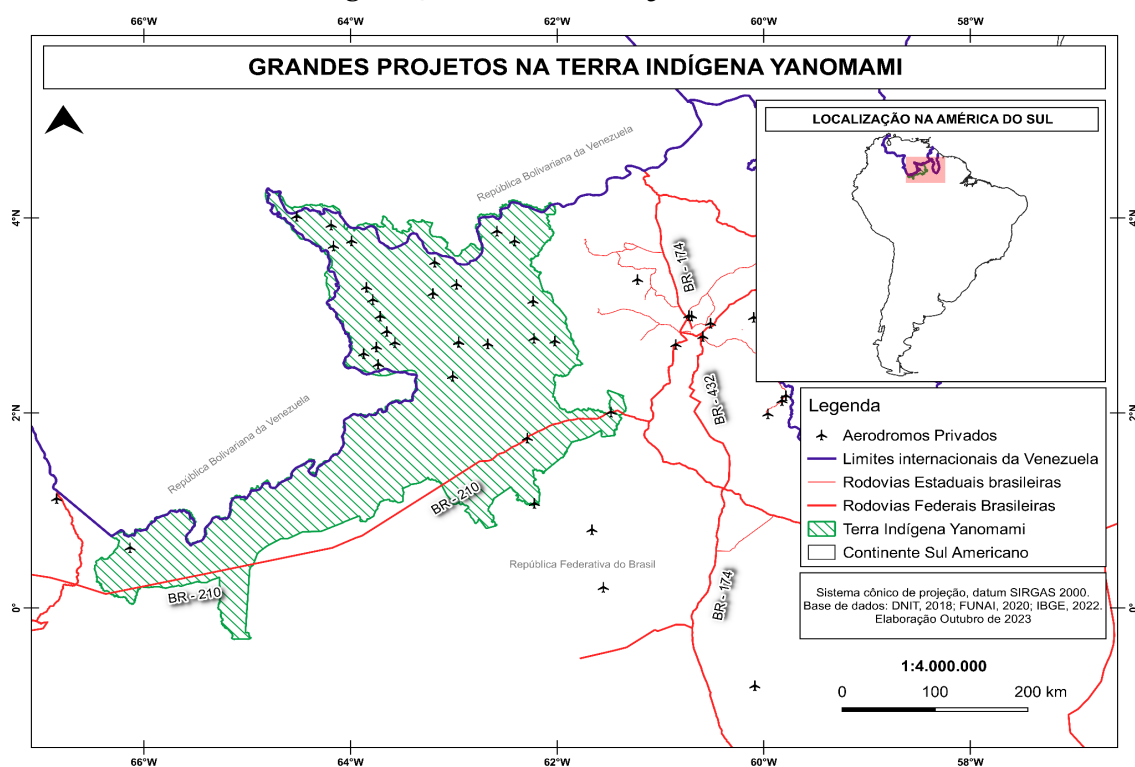 66°W 64°W 62°W 60°W 58°W
GRANDES PROJETOS NA TERRA INDÍGENA YANOMAMI
LOCALIZAÇÃO NA AMÉRICA DO SUL
República Bolivariana da Venezuela
4°N
4°N
BR - 174
BR - 432
2°N
2°N
República Bolivariana da Venezuela
BR - 210
República Federativa do Brasil
BR - 174
BR - 210
0°
0°
Legenda
Aerodromos Privados
Limites internacionais da Venezuela
Rodovias Estaduais brasileiras
Rodovias Federais Brasileiras
Terra Indígena Yanomami
Continente Sul Americano
Sistema cônico de projeção, datum SIRGAS 2000.
Base de dados: DNIT, 2018; FUNAI, 2020; IBGE, 2022.
Elaboração Outubro de 2023
1:4.000.000
0 100 200 km
66°W 64°W 62°W 60°W 58°W